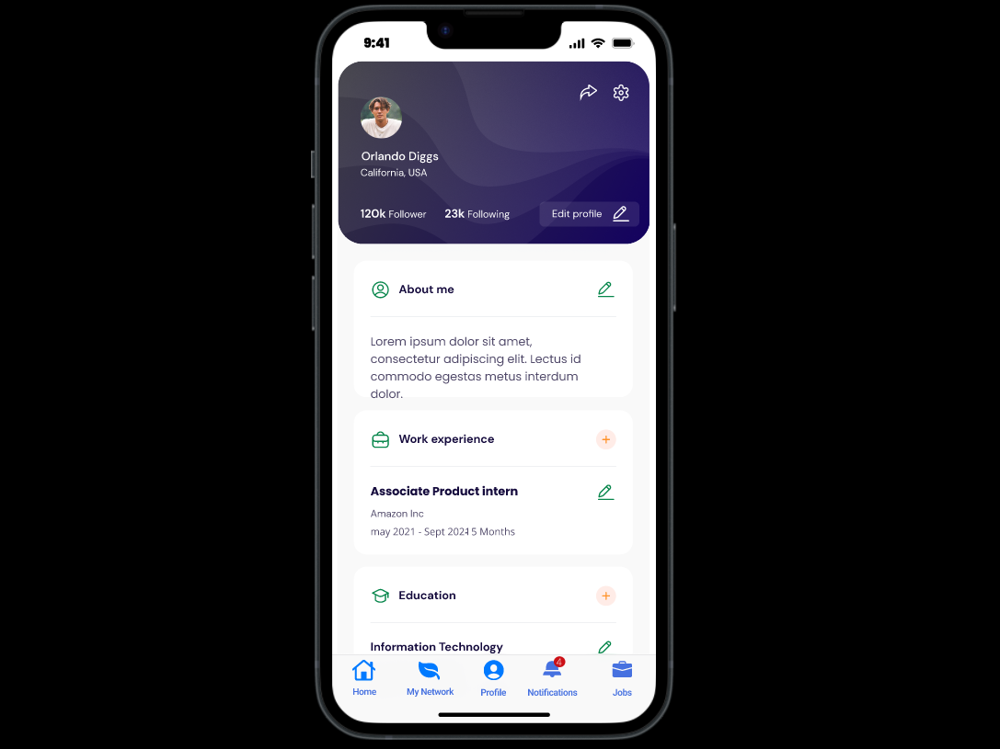 9:41
Orlando Diggs
California, USA
120k Follower 23k Following Edit profile
About me
Lorem ipsum dolor sit amet,
consectetur adipiscing elit. Lectus id
commodo egestas metus interdum
dolor.
Work experience
Associate Product intern
Amazon Inc
may 2021 - Sept 2021 5 Months
Education
Information Technology
4
Home My Network Profile Notifications Jobs